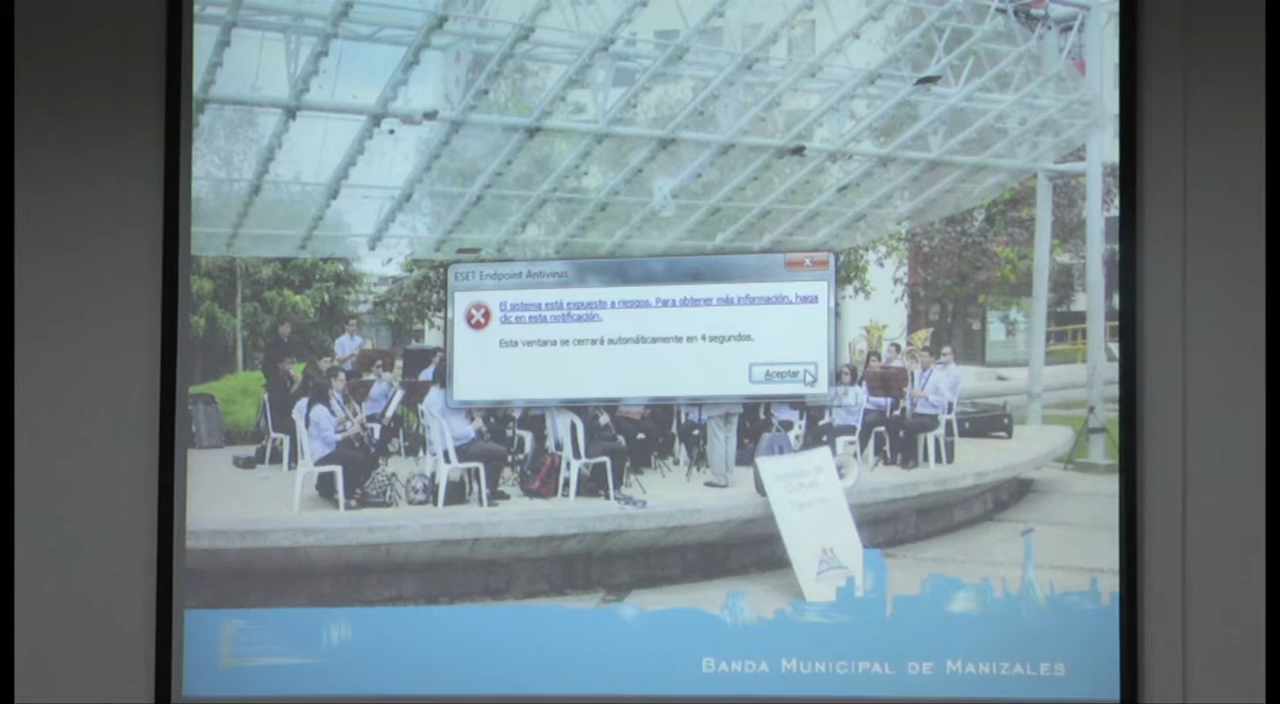 ESET Endpoint Antivirus
El sistema está expuesto a riesgos. Para obtener más información, haga
clic en esta notificación.
Esta ventana se cerrará automáticamente en 4 segundos.
Aceptar
BANDA MUNICIPAL DE MANIZALES